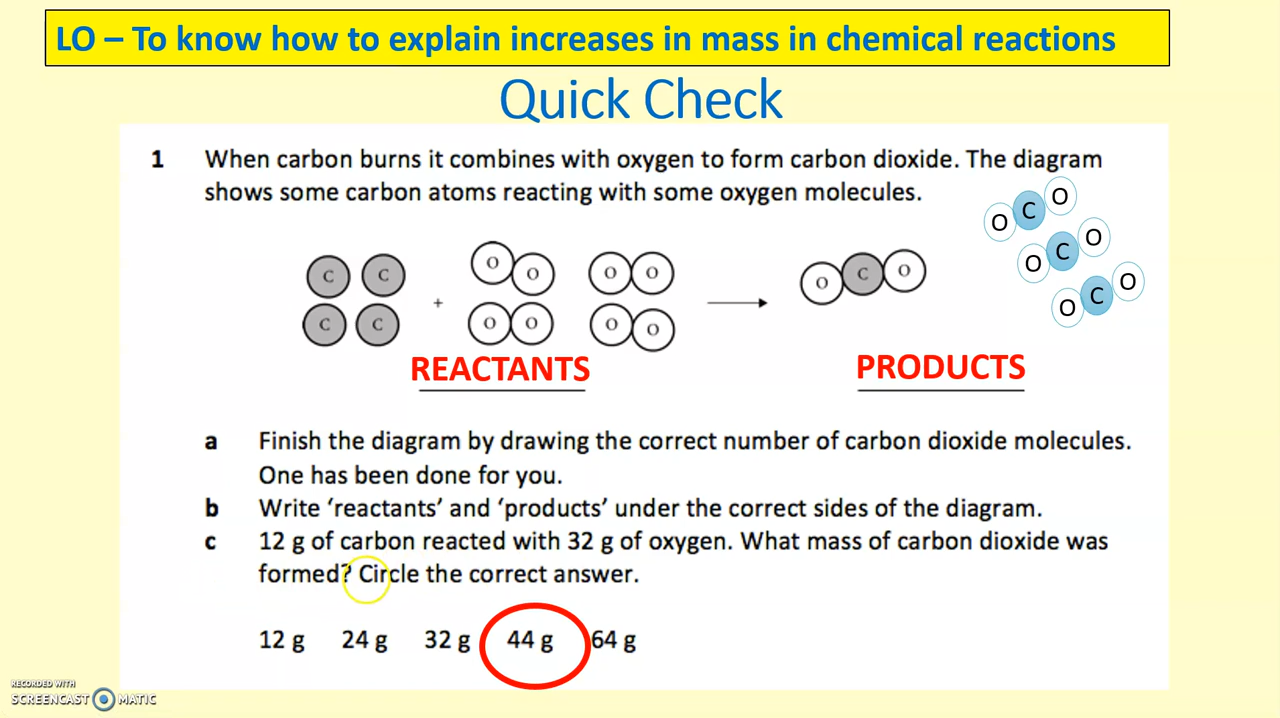 LO – To know how to explain increases in mass in chemical reactions
Quick Check
1 When carbon burns it combines with oxygen to form carbon dioxide. The diagram
shows some carbon atoms reacting with some oxygen molecules.
C C O O O O O C O O C O
C C + O O O O O C O
O C O
REACTANTS PRODUCTS
a Finish the diagram by drawing the correct number of carbon dioxide molecules.
One has been done for you.
b Write ‘reactants’ and ‘products’ under the correct sides of the diagram.
c 12 g of carbon reacted with 32 g of oxygen. What mass of carbon dioxide was
formed? Circle the correct answer.
12 g 24 g 32 g 44 g 64 g
RECORDED WITH
SCREENCAST MATIC